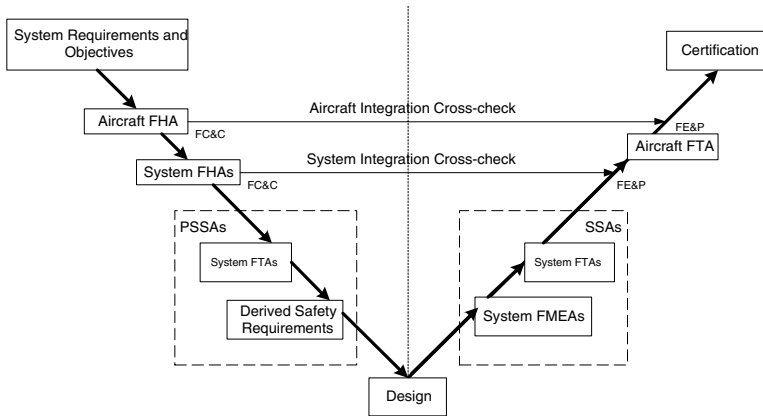 System Requirements and
Objectives
Certification
Aircraft Integration Cross-check
Aircraft FHA
FC&C
FE&P
Aircraft FTA
System Integration Cross-check
System FHAs
FC&C
FE&P
PSSAs
SSAs
System FTAs
System FTAs
Derived Safety
Requirements
System FMEAs
Design